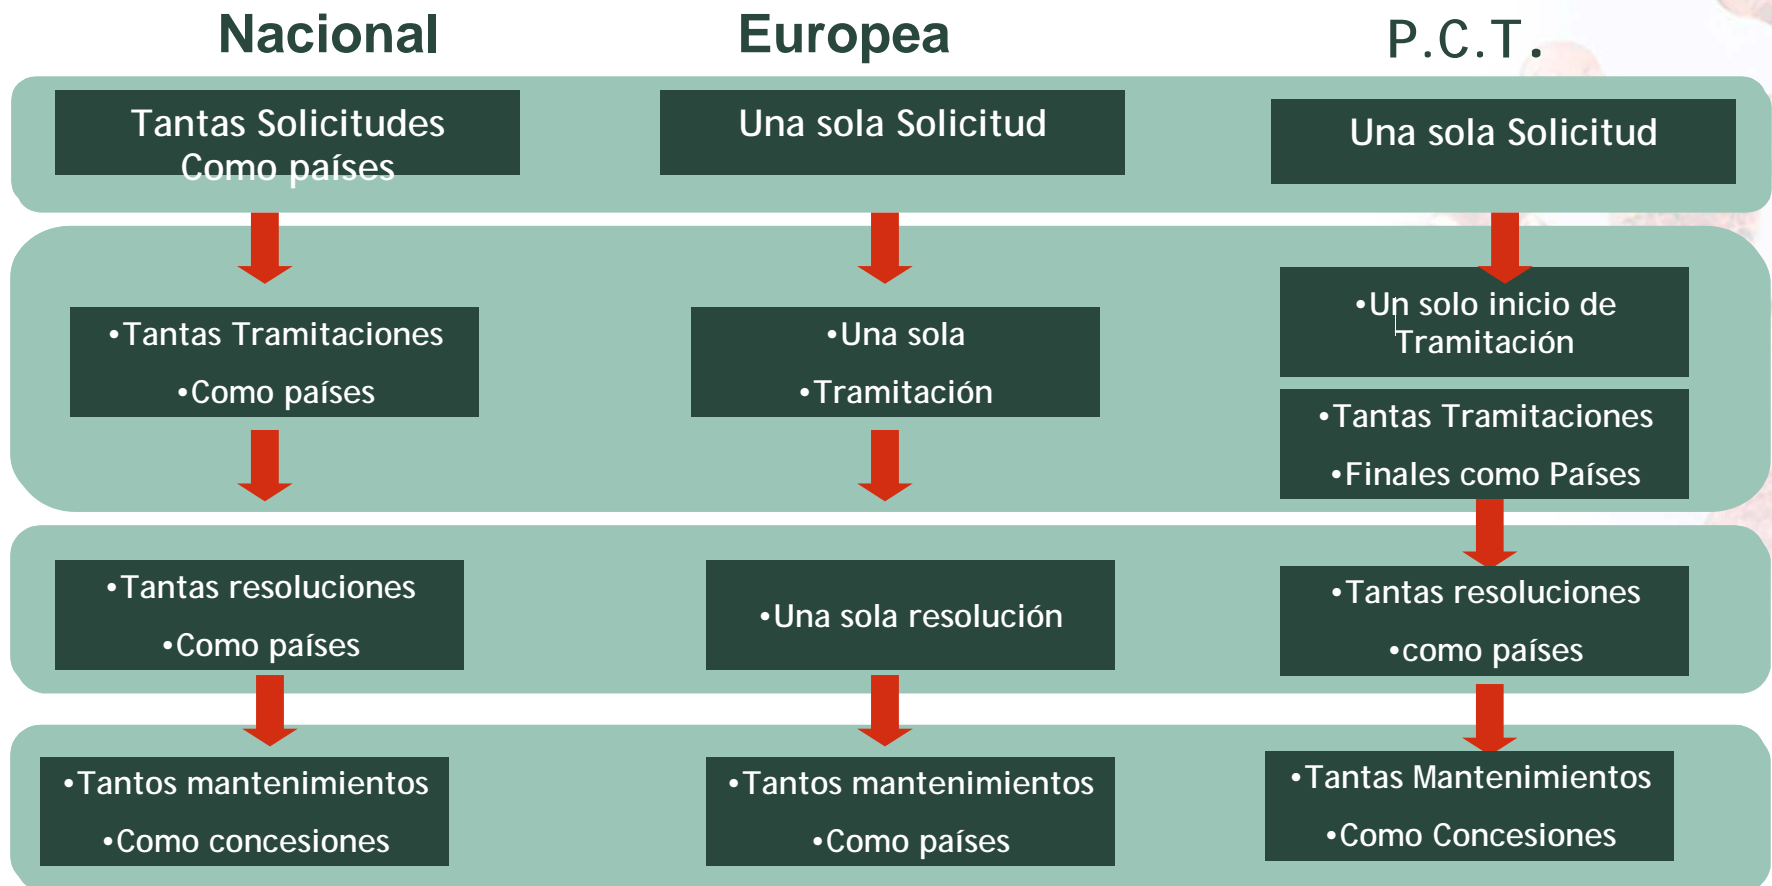 Nacional
Europea
P.C.T.
Tantas Solicitudes
Como países
Una sola Solicitud
Una sola Solicitud
•Tantas Tramitaciones
•Como países
•Una sola
•Tramitación
•Un solo inicio de
Tramitación
•Tantas Tramitaciones
•Finales como Países
•Tantas resoluciones
•Como países
•Una sola resolución
•Tantas resoluciones
•como países
•Tantos mantenimientos
•Como concesiones
•Tantos mantenimientos
•Como países
•Tantas Mantenimientos
•Como Concesiones